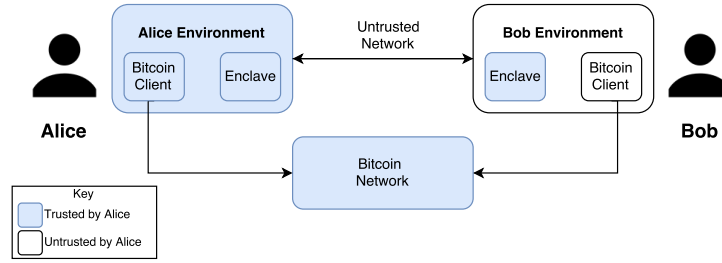 Alice Environment
Bitcoin
Client
Enclave
Untrusted
Network
Bob Environment
Enclave
Bitcoin
Client
Alice
Bob
Bitcoin
Network
Key
Trusted by Alice
Untrusted by Alice